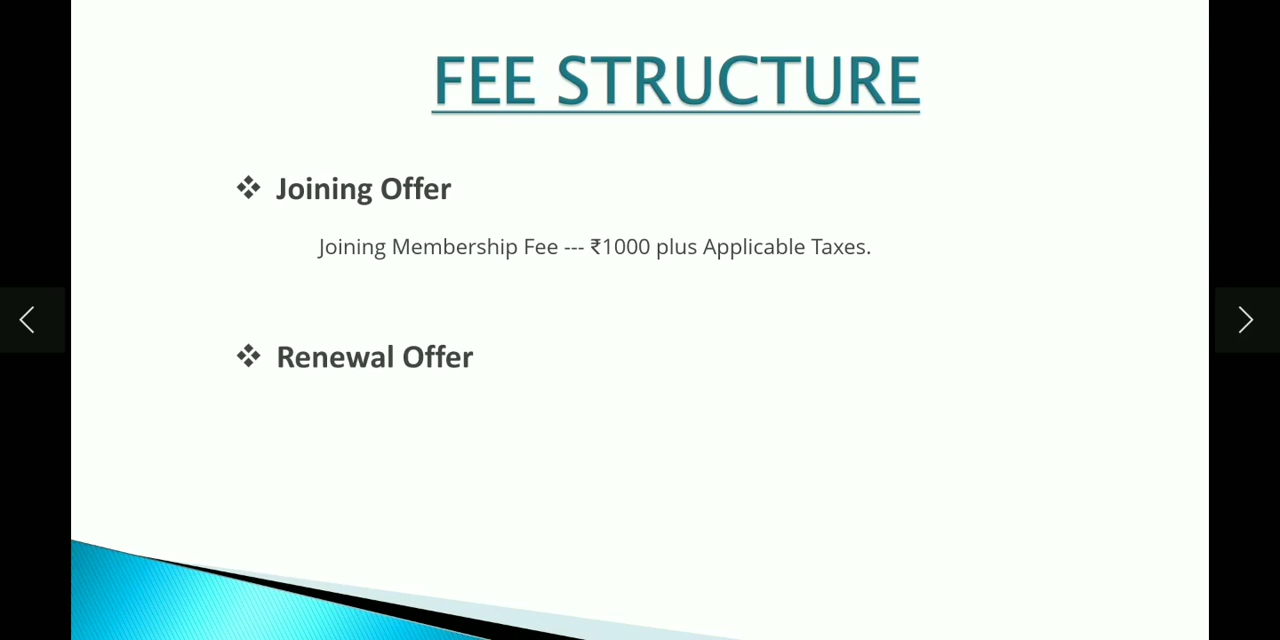 FEE STRUCTURE
Joining Offer
Joining Membership Fee --- ₹1000 plus Applicable Taxes.
Renewal Offer